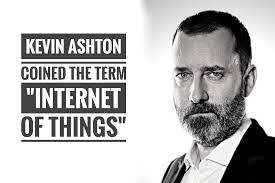 KEVIN ASHTON
COINED THE TERM
"INTERNET
OF THINGS"